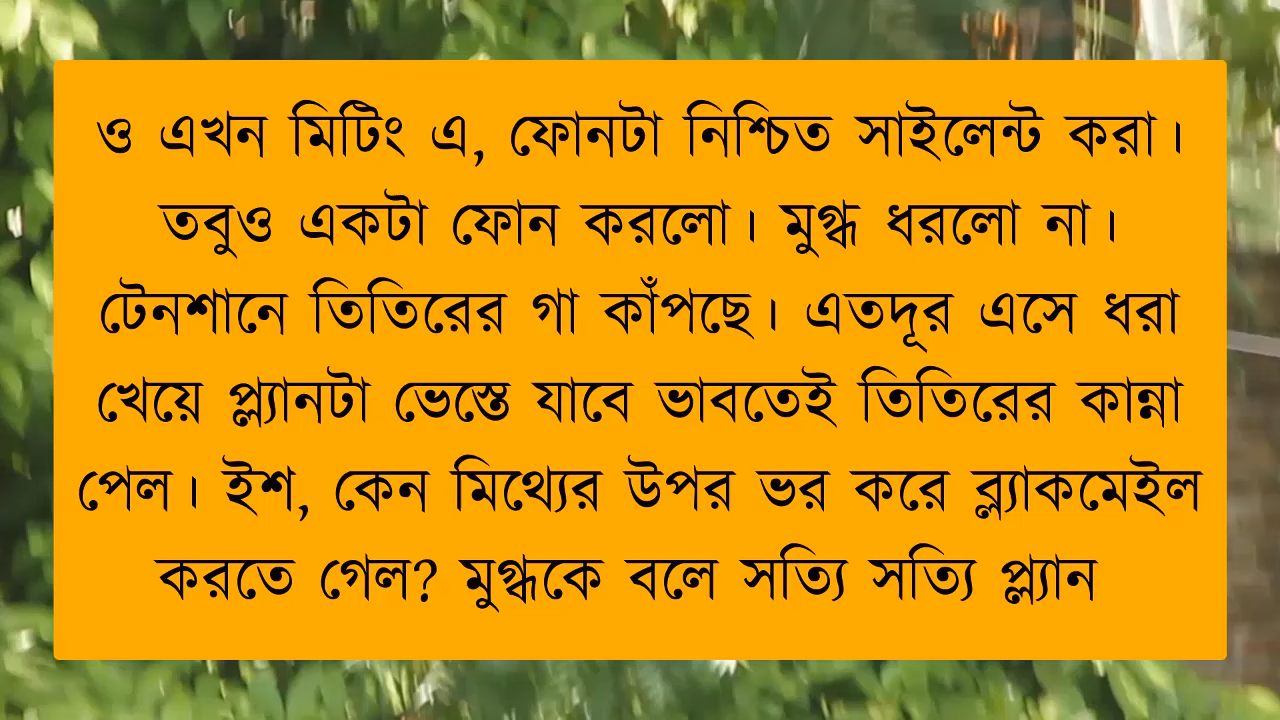 ও এখন মিটিং এ, ফোনটা নিশ্চিত সাইলেন্ট করা।
তবুও একটা ফোন করলো। মুগ্ধ ধরলো না।
টেনশানে তিতিরের গা কাঁপছে। এতদূর এসে ধরা
খেয়ে প্ল্যানটা ভেস্তে যাবে ভাবতেই তিতিরের কান্না
পেল। ইশ, কেন মিথ্যের উপর ভর করে ব্ল্যাকমেইল
করতে গেল? মুগ্ধকে বলে সত্যি সত্যি প্ল্যান